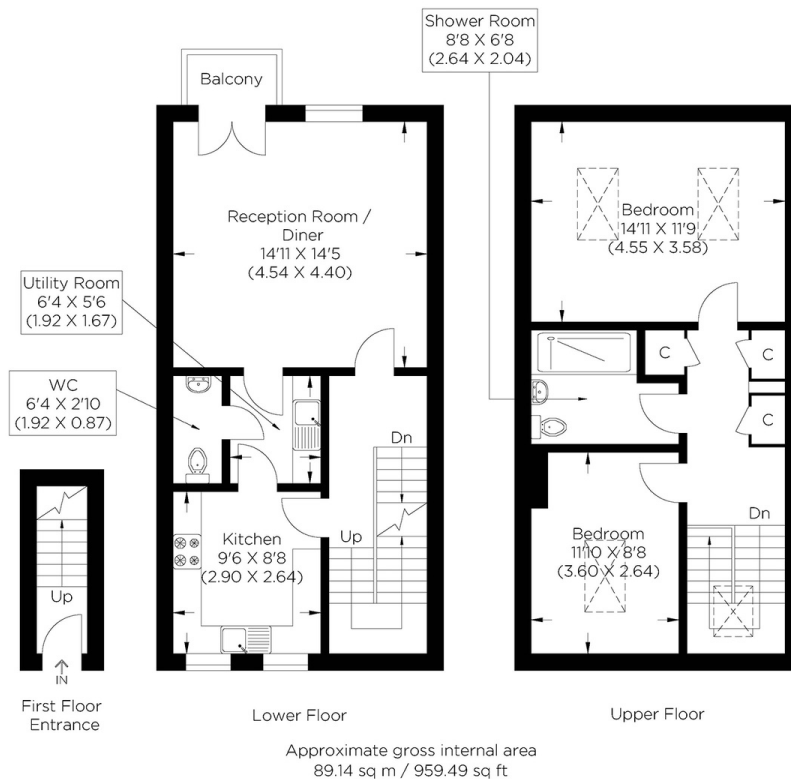 Shower Room
8'8 X 6'8
(2.64 X 2.04)
Balcony
Reception Room /
Diner
14'11 X 14'5
(4.54 X 4.40)
Bedroom
14'11 X 11'9
(4.55 X 3.58)
Utility Room
6'4 X 5'6
(1.92 X 1.67)
C
C
WC
6'4 X 2'10
(1.92 X 0.87)
C
Dn
Up
Kitchen
9'6 X 8'8
(2.90 X 2.64)
Up
Dn
Bedroom
11'10 X 8'8
(3.60 X 2.64)
IN
First Floor
Entrance
Lower Floor
Upper Floor
Approximate gross internal area
89.14 sq m / 959.49 sq ft